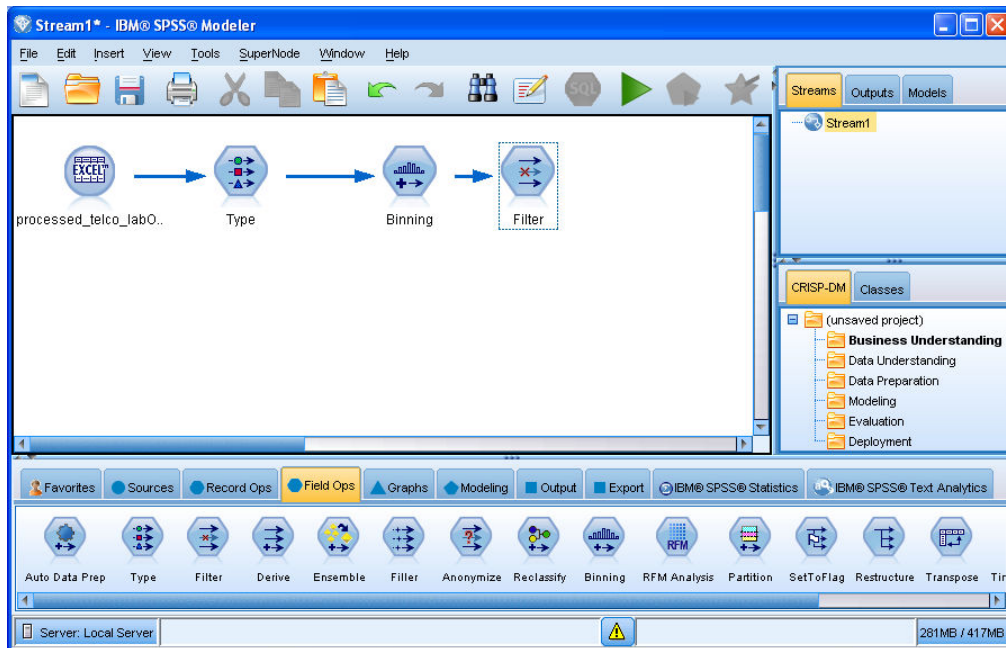 Stream1* - IBM® SPSS® Modeler
File Edit Insert View Tools SuperNode Window Help
SQL
Streams Outputs Models
Stream1
EXCEL™
processed_telco_labO.. Type Binning Filter
CRISP-DM Classes
(unsaved project)
Business Understanding
Data Understanding
Data Preparation
Modeling
Evaluation
Deployment
Favorites Sources Record Ops Field Ops Graphs Modeling Output Export IBM® SPSS® Statistics IBM® SPSS® Text Analytics
RFM
Auto Data Prep Type Filter Derive Ensemble Filler Anonymize Reclassify Binning RFM Analysis Partition SetToFlag Restructure Transpose Tir
Server: Local Server 281MB / 417MB